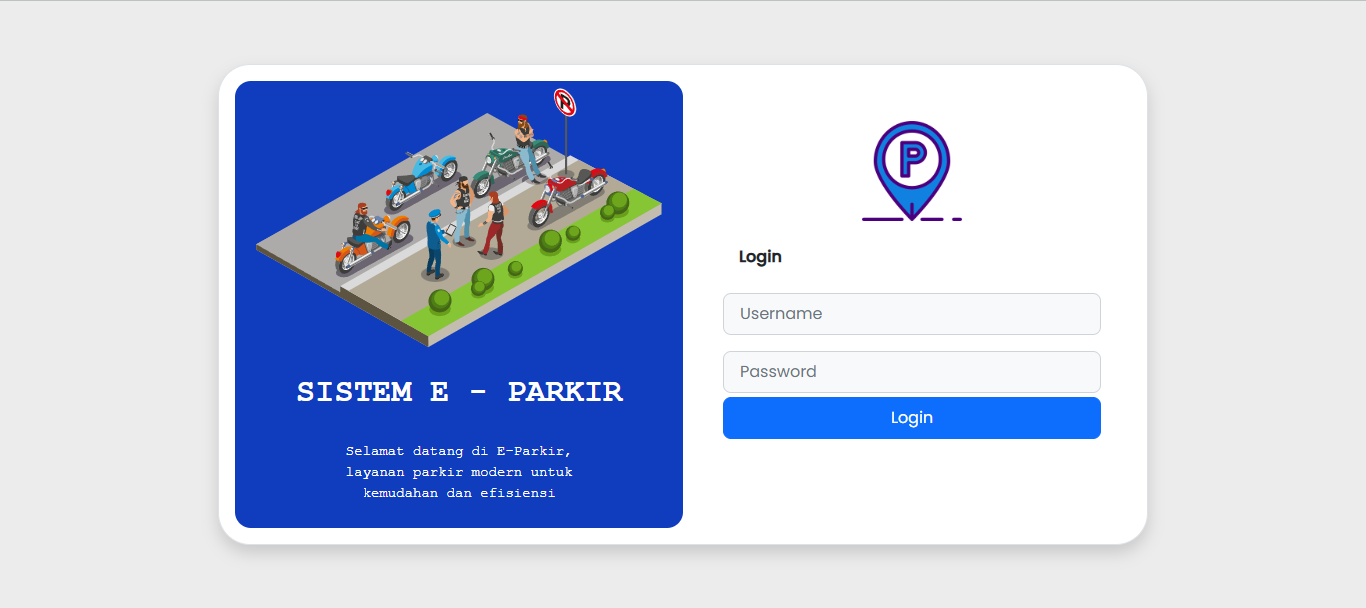 P
SISTEM E - PARKIR
Selamat datang di E-Parkir,
layanan parkir modern untuk
kemudahan dan efisiensi
P
Login
Username
Password
Login